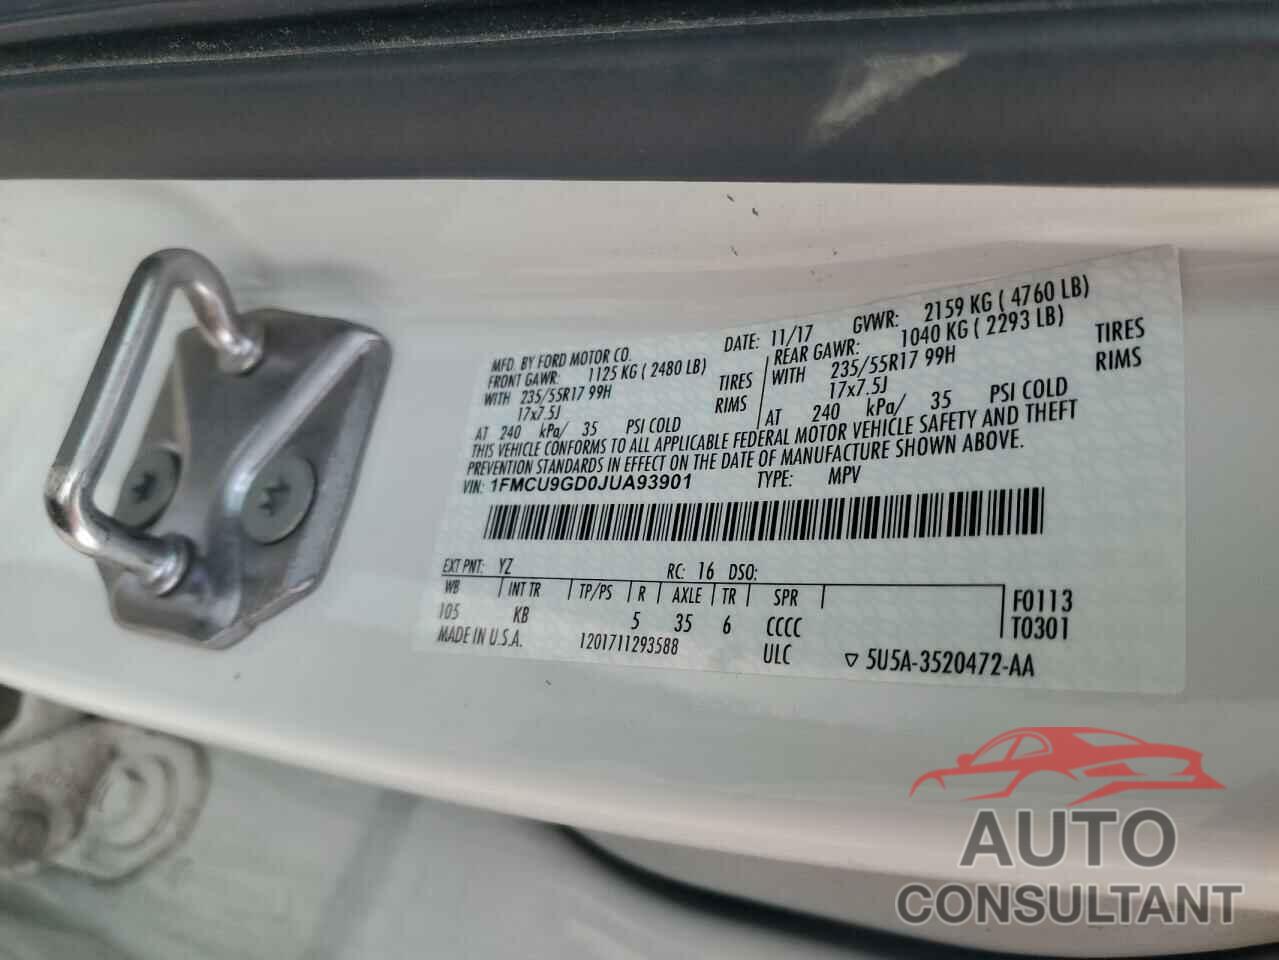 MFD. BY FORD MOTOR CO.
DATE: 11/17 GVWR: 2159 KG ( 4760 LB)
FRONT GAWR: 1125 KG ( 2480 LB)
REAR GAWR: 1040 KG ( 2293 LB)
WITH 235/55R17 99H TIRES
WITH 235/55R17 99H TIRES
17x7.5J RIMS
17x7.5J RIMS
AT 240 kPa/ 35 PSI COLD
AT 240 kPa/ 35 PSI COLD
THIS VEHICLE CONFORMS TO ALL APPLICABLE FEDERAL MOTOR VEHICLE SAFETY AND THEFT
PREVENTION STANDARDS IN EFFECT ON THE DATE OF MANUFACTURE SHOWN ABOVE.
VIN: 1FMCU9GD0JUA93901 TYPE: MPV
EXT PNT: YZ RC: 16 DSO:
WB INT TR TP/PS R AXLE TR SPR F0113
105 KB 5 35 6 CCCC T0301
MADE IN U.S.A. 1201711293588 ULC ▽ 5U5A-3520472-AA
AUTO
CONSULTANT